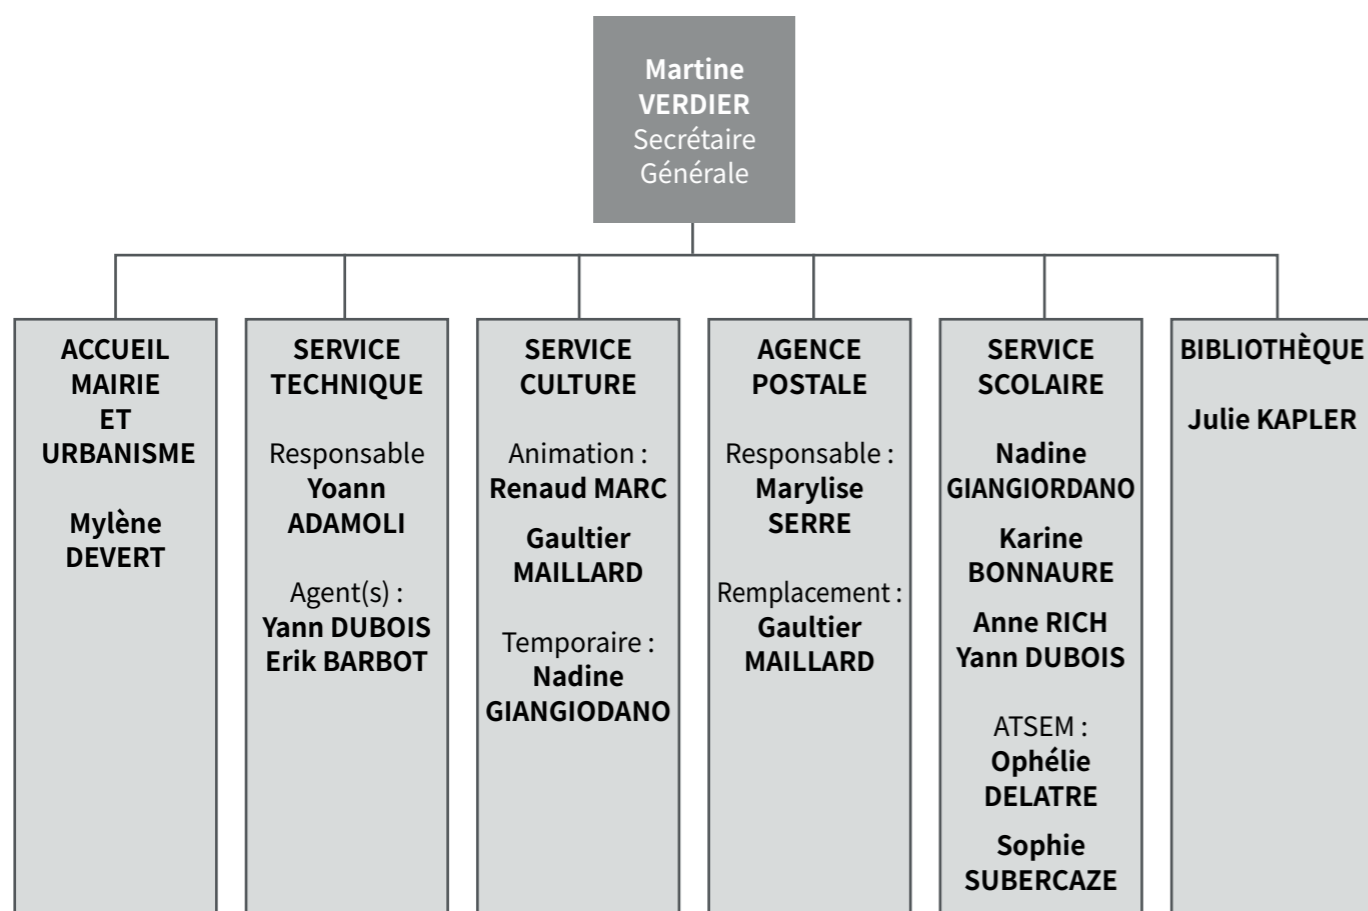 Martine
VERDIER
Secrétaire
Générale
ACCUEIL
MAIRIE
ET
URBANISME
Mylène
DEVERT
SERVICE
TECHNIQUE
Responsable
Yoann
ADAMOLI
Agent(s) :
Yann DUBOIS
Erik BARBOT
SERVICE
CULTURE
Animation :
Renaud MARC
Gaultier
MAILLARD
Temporaire :
Nadine
GIANGIODANO
AGENCE
POSTALE
Responsable :
Marylise
SERRE
Remplacement :
Gaultier
MAILLARD
SERVICE
SCOLAIRE
Nadine
GIANGIORDANO
Karine
BONNAURE
Anne RICH
Yann DUBOIS
ATSEM :
Ophélie
DELATRE
Sophie
SUBERCAZE
BIBLIOTHÈQUE
Julie KAPLER